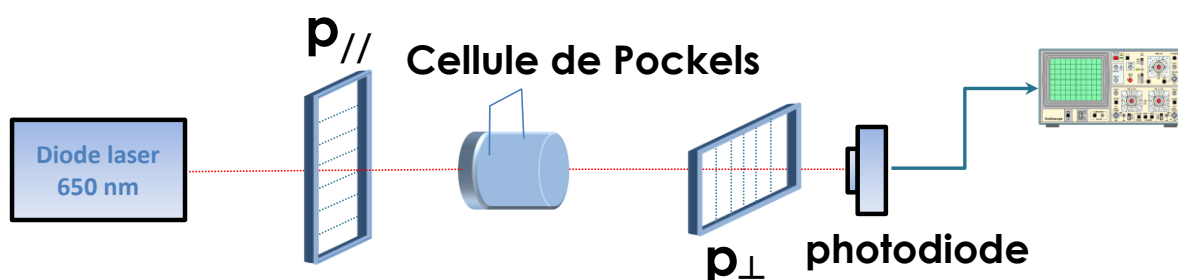 p//
Cellule de Pockels
Diode laser
650 nm
p⊥
photodiode